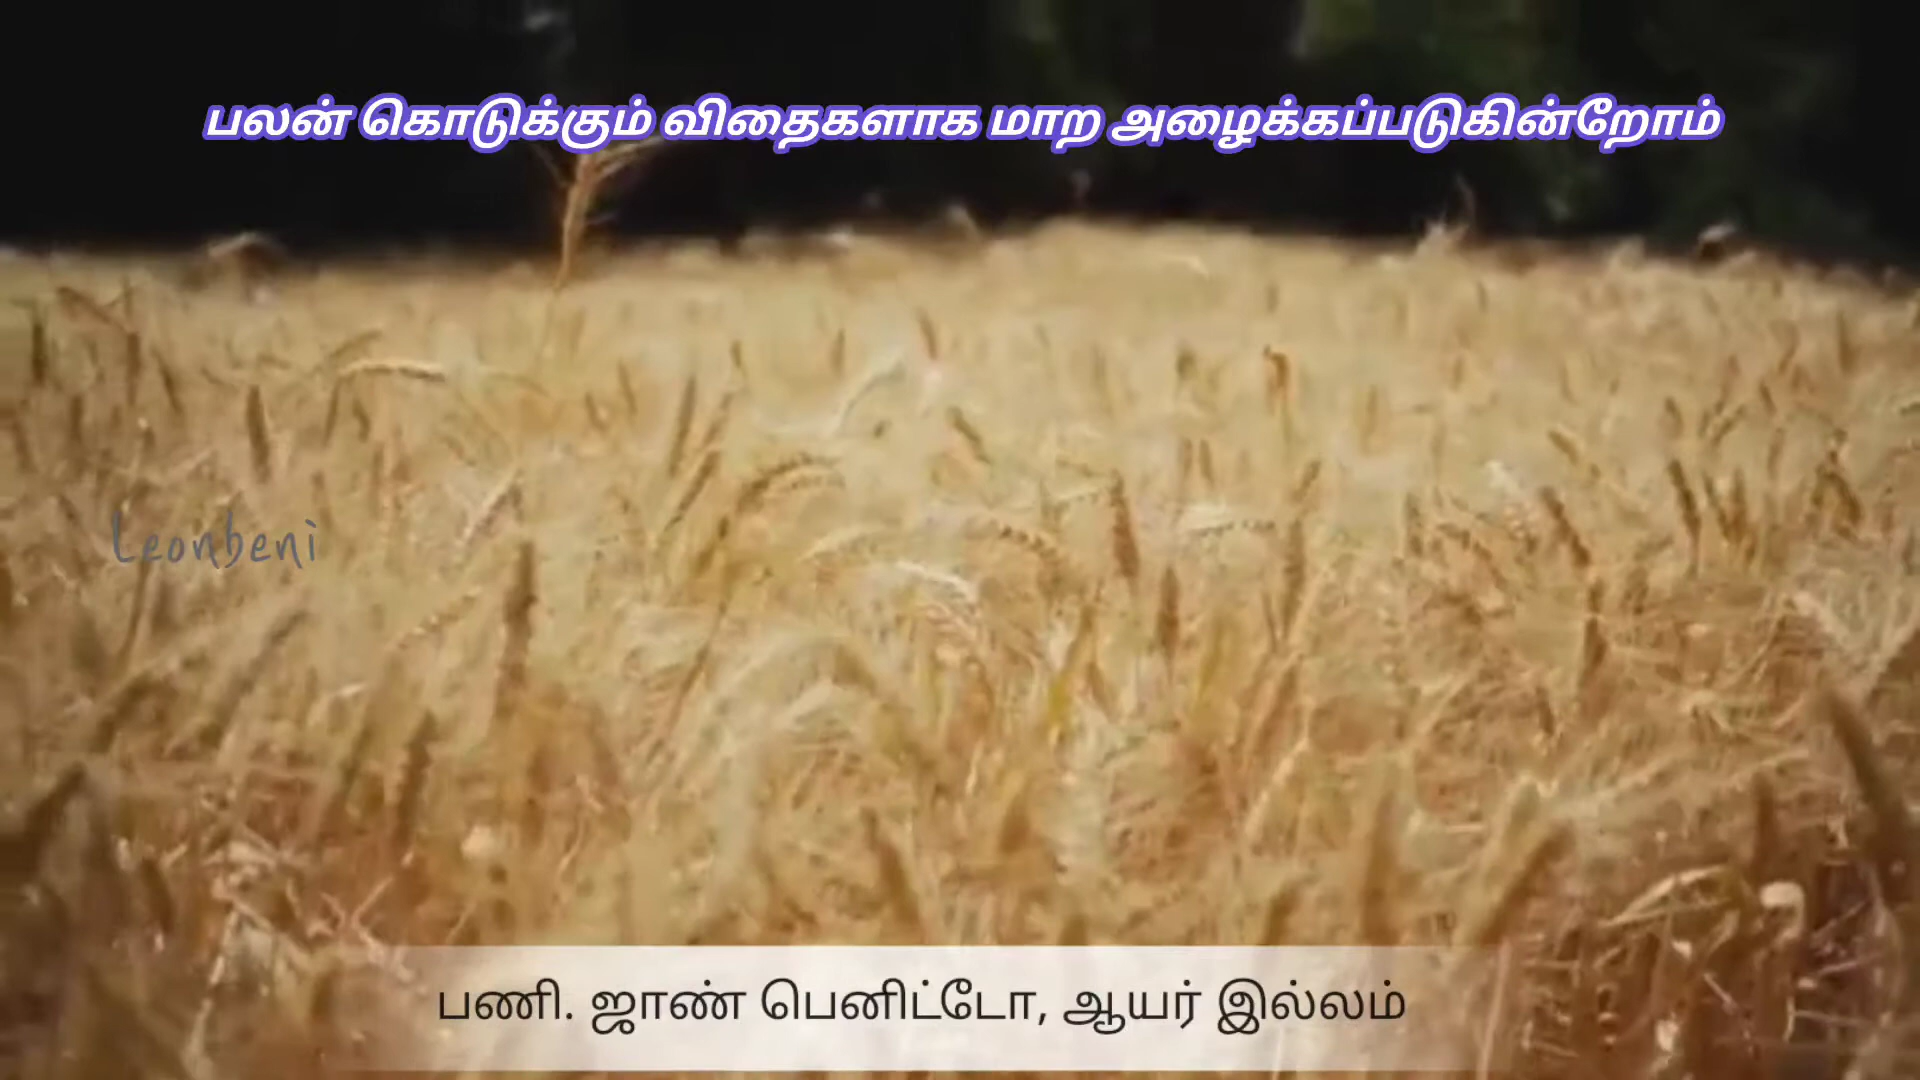 பலன் கொடுக்கும் விதைகளாக மாற அழைக்கப்படுகின்றோம்
Leonbeni
பணி. ஜாண் பெனிட்டோ, ஆயர் இல்லம்